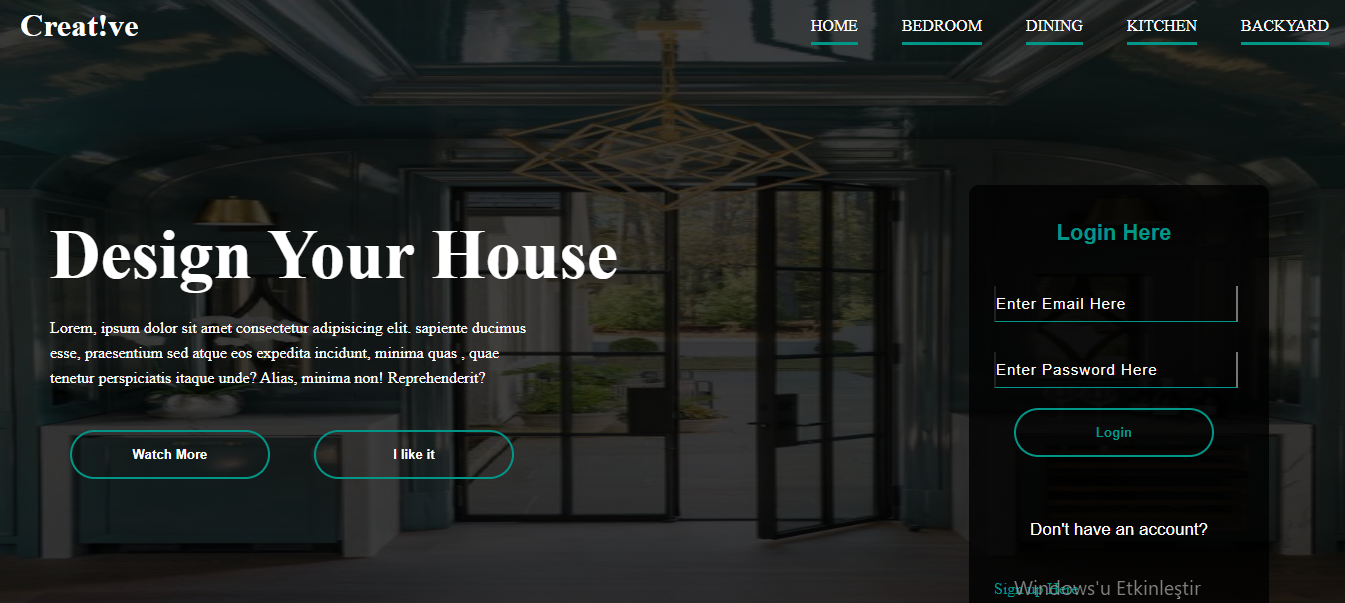 Creat!ve
HOME BEDROOM DINING KITCHEN BACKYARD
Design Your House
Lorem, ipsum dolor sit amet consectetur adipisicing elit. sapiente ducimus
esse, praesentium sed atque eos expedita incidunt, minima quas , quae
tenetur perspiciatis itaque unde? Alias, minima non! Reprehenderit?
Watch More
I like it
Login Here
Enter Email Here
Enter Password Here
Login
Don't have an account?
Sign up Here
Windows'u Etkinleştir